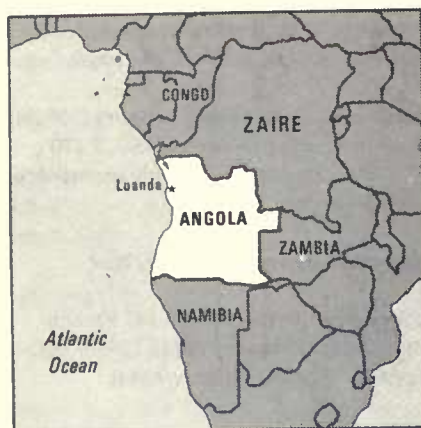 CONGO
ZAIRE
Luanda
ANGOLA
ZAMBIA
NAMIBIA
Atlantic
Ocean